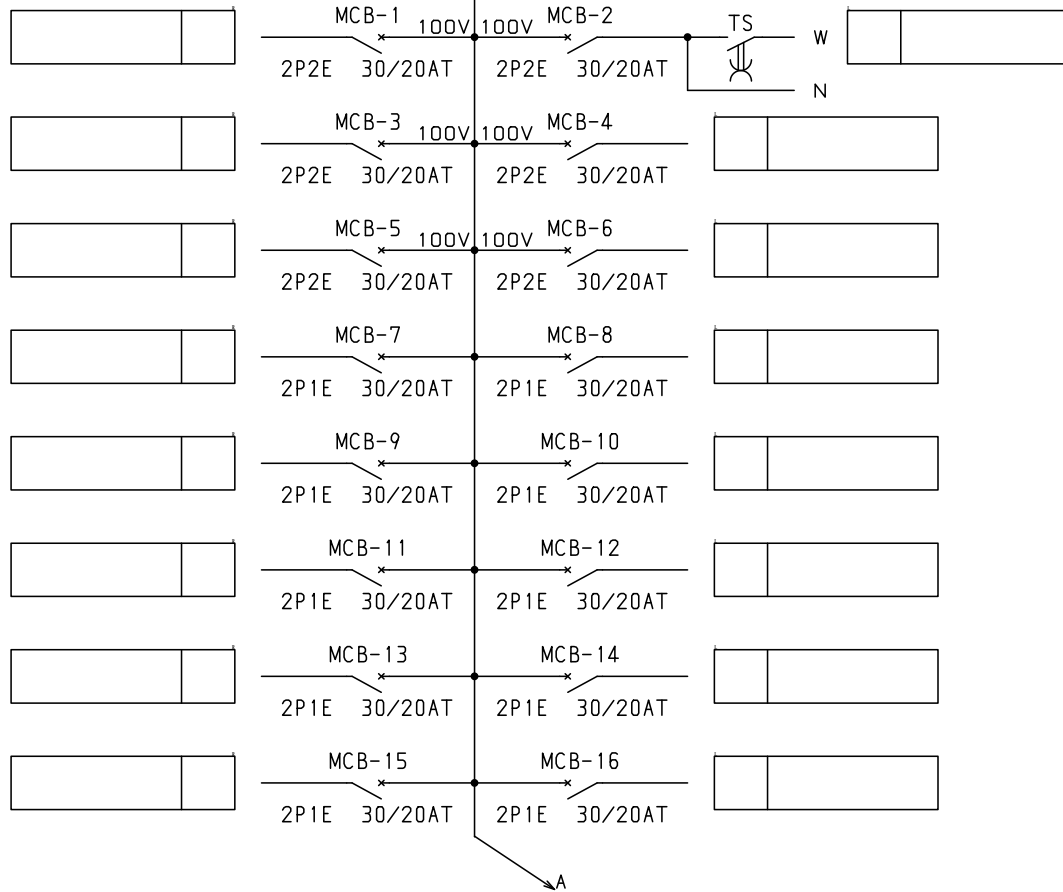 MCB-1 100V 100V MCB-2 TS W
2P2E 30/20AT 2P2E 30/20AT N
MCB-3 100V 100V MCB-4
2P2E 30/20AT 2P2E 30/20AT
MCB-5 100V 100V MCB-6
2P2E 30/20AT 2P2E 30/20AT
MCB-7 MCB-8
2P1E 30/20AT 2P1E 30/20AT
MCB-9 MCB-10
2P1E 30/20AT 2P1E 30/20AT
MCB-11 MCB-12
2P1E 30/20AT 2P1E 30/20AT
MCB-13 MCB-14
2P1E 30/20AT 2P1E 30/20AT
MCB-15 MCB-16
2P1E 30/20AT 2P1E 30/20AT
A